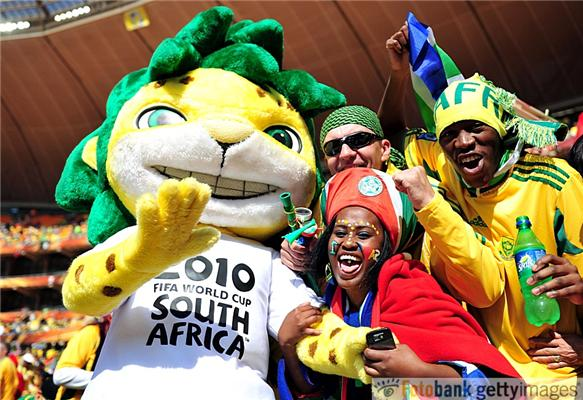 2010
FIFA WORLD CUP
SOUTH
AFRICA
Sprite
fotobank gettyimages